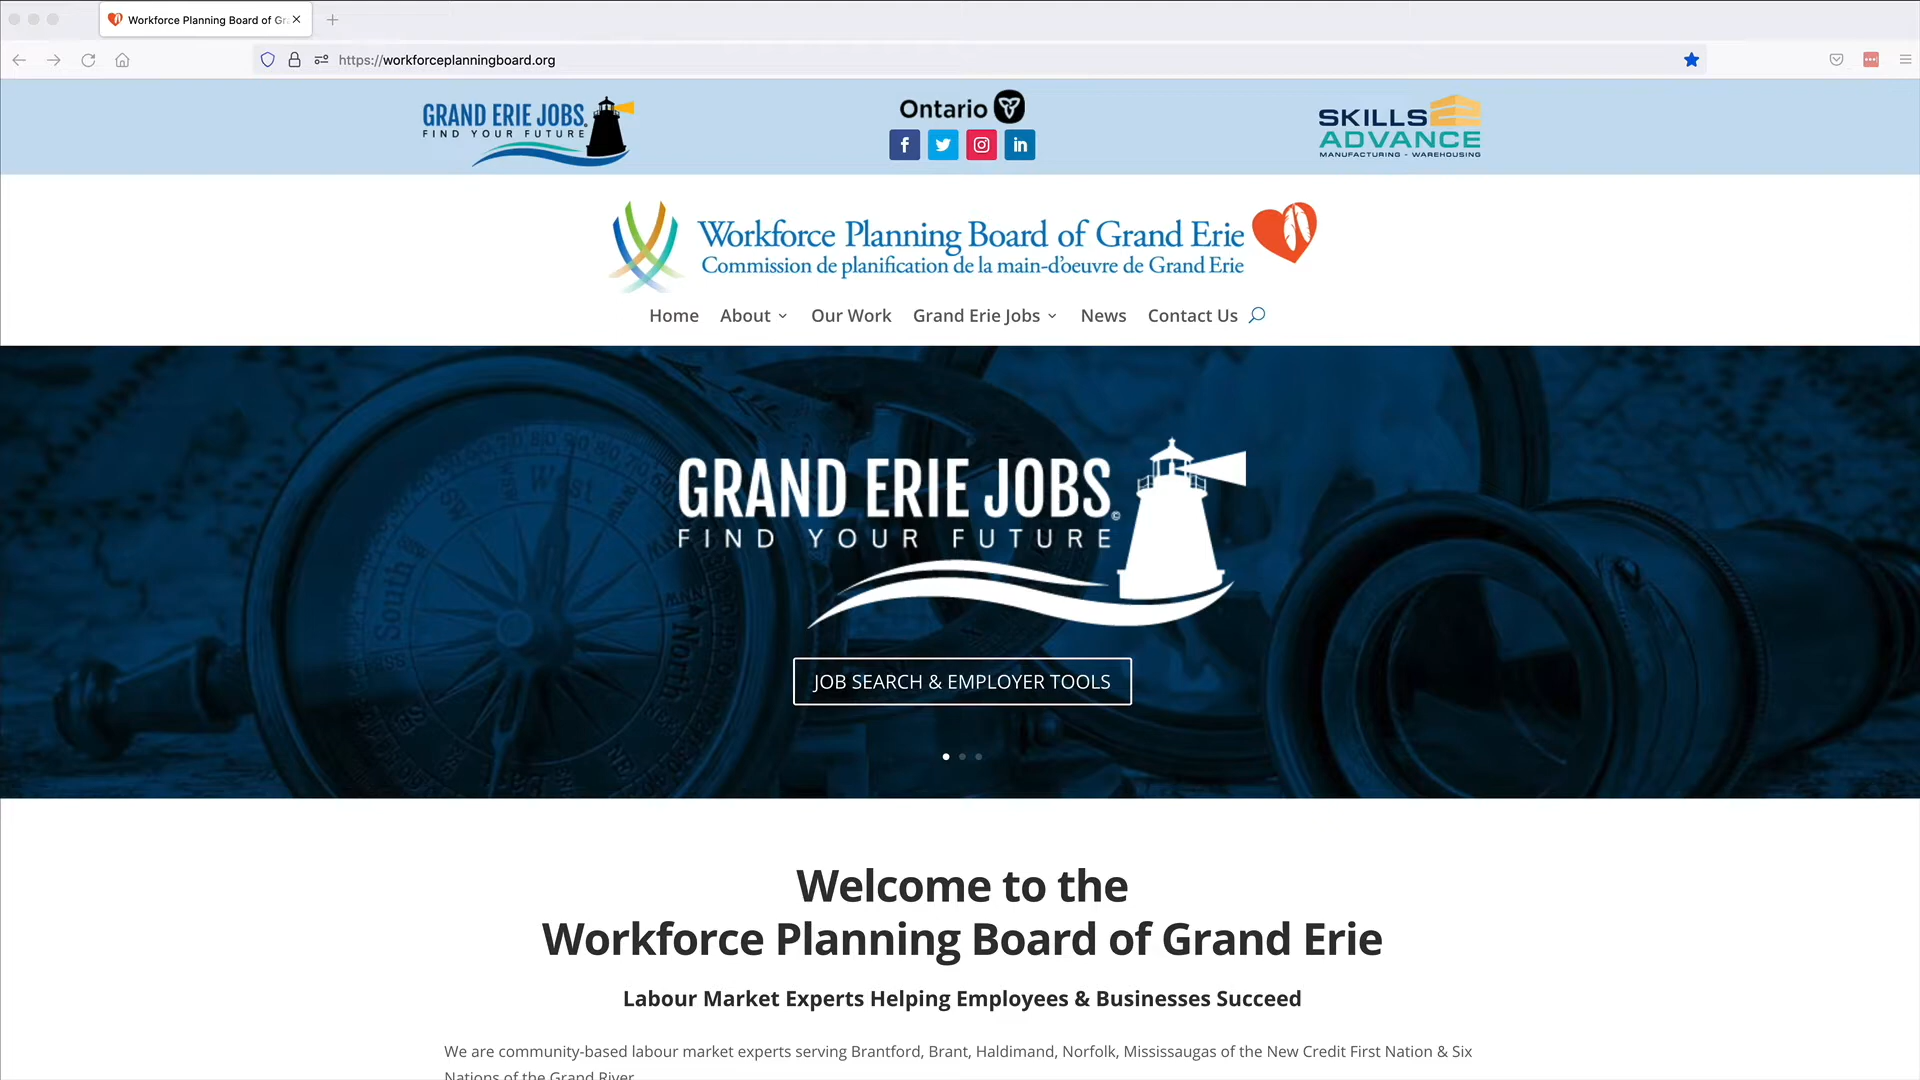 Workforce Planning Board of Gr
https://workforceplanningboard.org
GRAND ERIE JOBS
FIND YOUR FUTURE
Ontario
SKILLS
ADVANCE
MANUFACTURING - WAREHOUSING
Workforce Planning Board of Grand Erie
Commission de planification de la main-d'oeuvre de Grand Erie
Home About Our Work Grand Erie Jobs News Contact Us
GRAND ERIE JOBS©
FIND YOUR FUTURE
West
South
North
NNW
JOB SEARCH & EMPLOYER TOOLS
Welcome to the
Workforce Planning Board of Grand Erie
Labour Market Experts Helping Employees & Businesses Succeed
We are community-based labour market experts serving Brantford, Brant, Haldimand, Norfolk, Mississaugas of the New Credit First Nation & Six
Nations of the Grand River